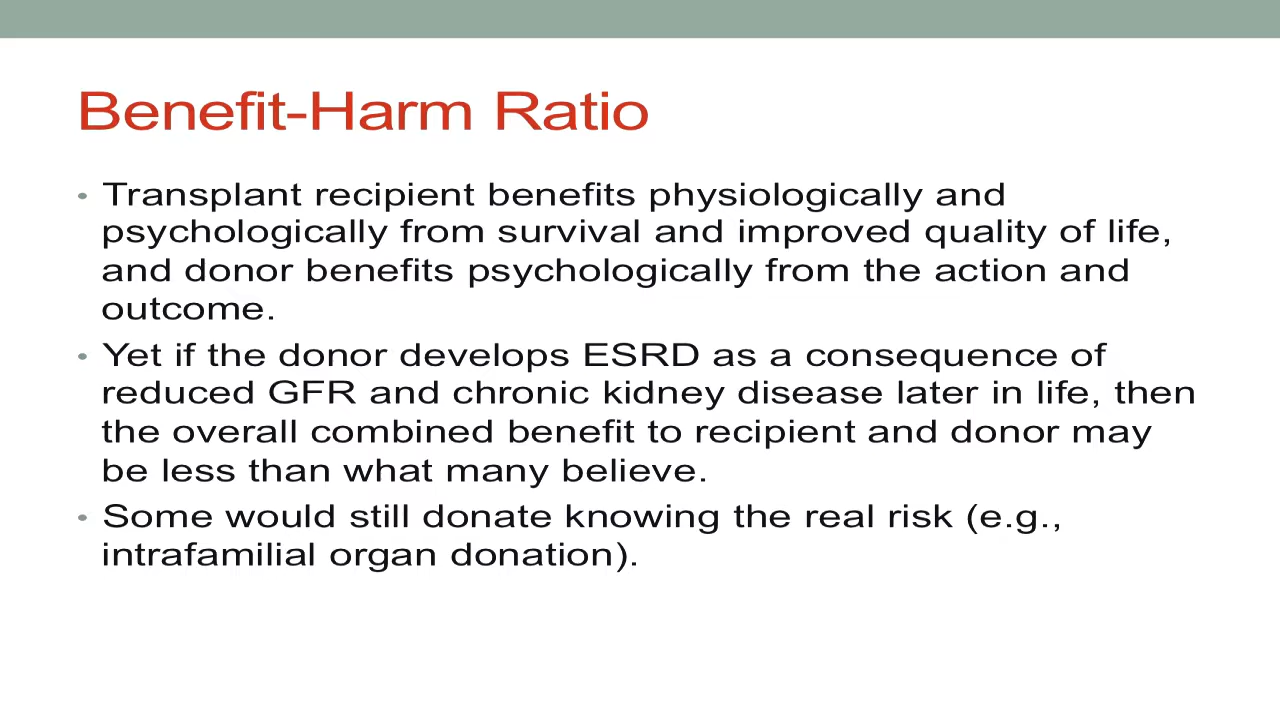 Benefit-Harm Ratio
• Transplant recipient benefits physiologically and
psychologically from survival and improved quality of life,
and donor benefits psychologically from the action and
outcome.
• Yet if the donor develops ESRD as a consequence of
reduced GFR and chronic kidney disease later in life, then
the overall combined benefit to recipient and donor may
be less than what many believe.
• Some would still donate knowing the real risk (e.g.,
intrafamilial organ donation).